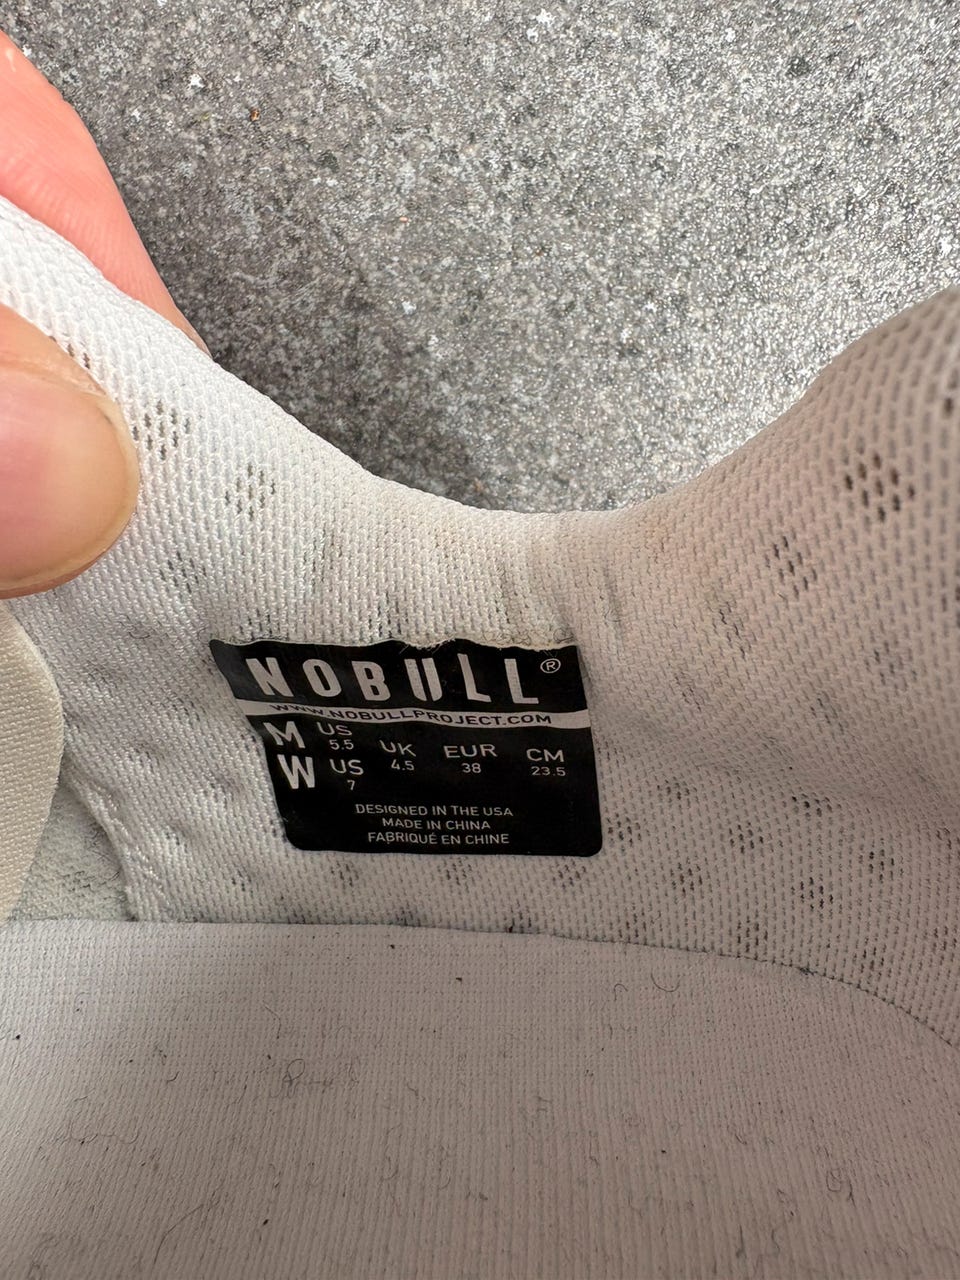 NOBULL®
WWW.NOBULLPROJECT.COM
M US 5.5 UK 4.5 EUR 38 CM 23.5
W US 7
DESIGNED IN THE USA
MADE IN CHINA
FABRIQUÉ EN CHINE